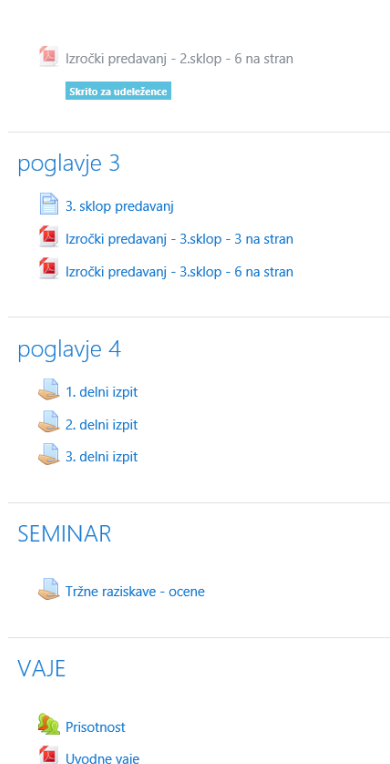 Izročki predavanj - 2.sklop - 6 na stran
Skrito za udeležence
poglavje 3
3. sklop predavanj
Izročki predavanj - 3.sklop - 3 na stran
Izročki predavanj - 3.sklop - 6 na stran
poglavje 4
1. delni izpit
2. delni izpit
3. delni izpit
SEMINAR
Tržne raziskave - ocene
VAJE
Prisotnost
Uvodne vaje